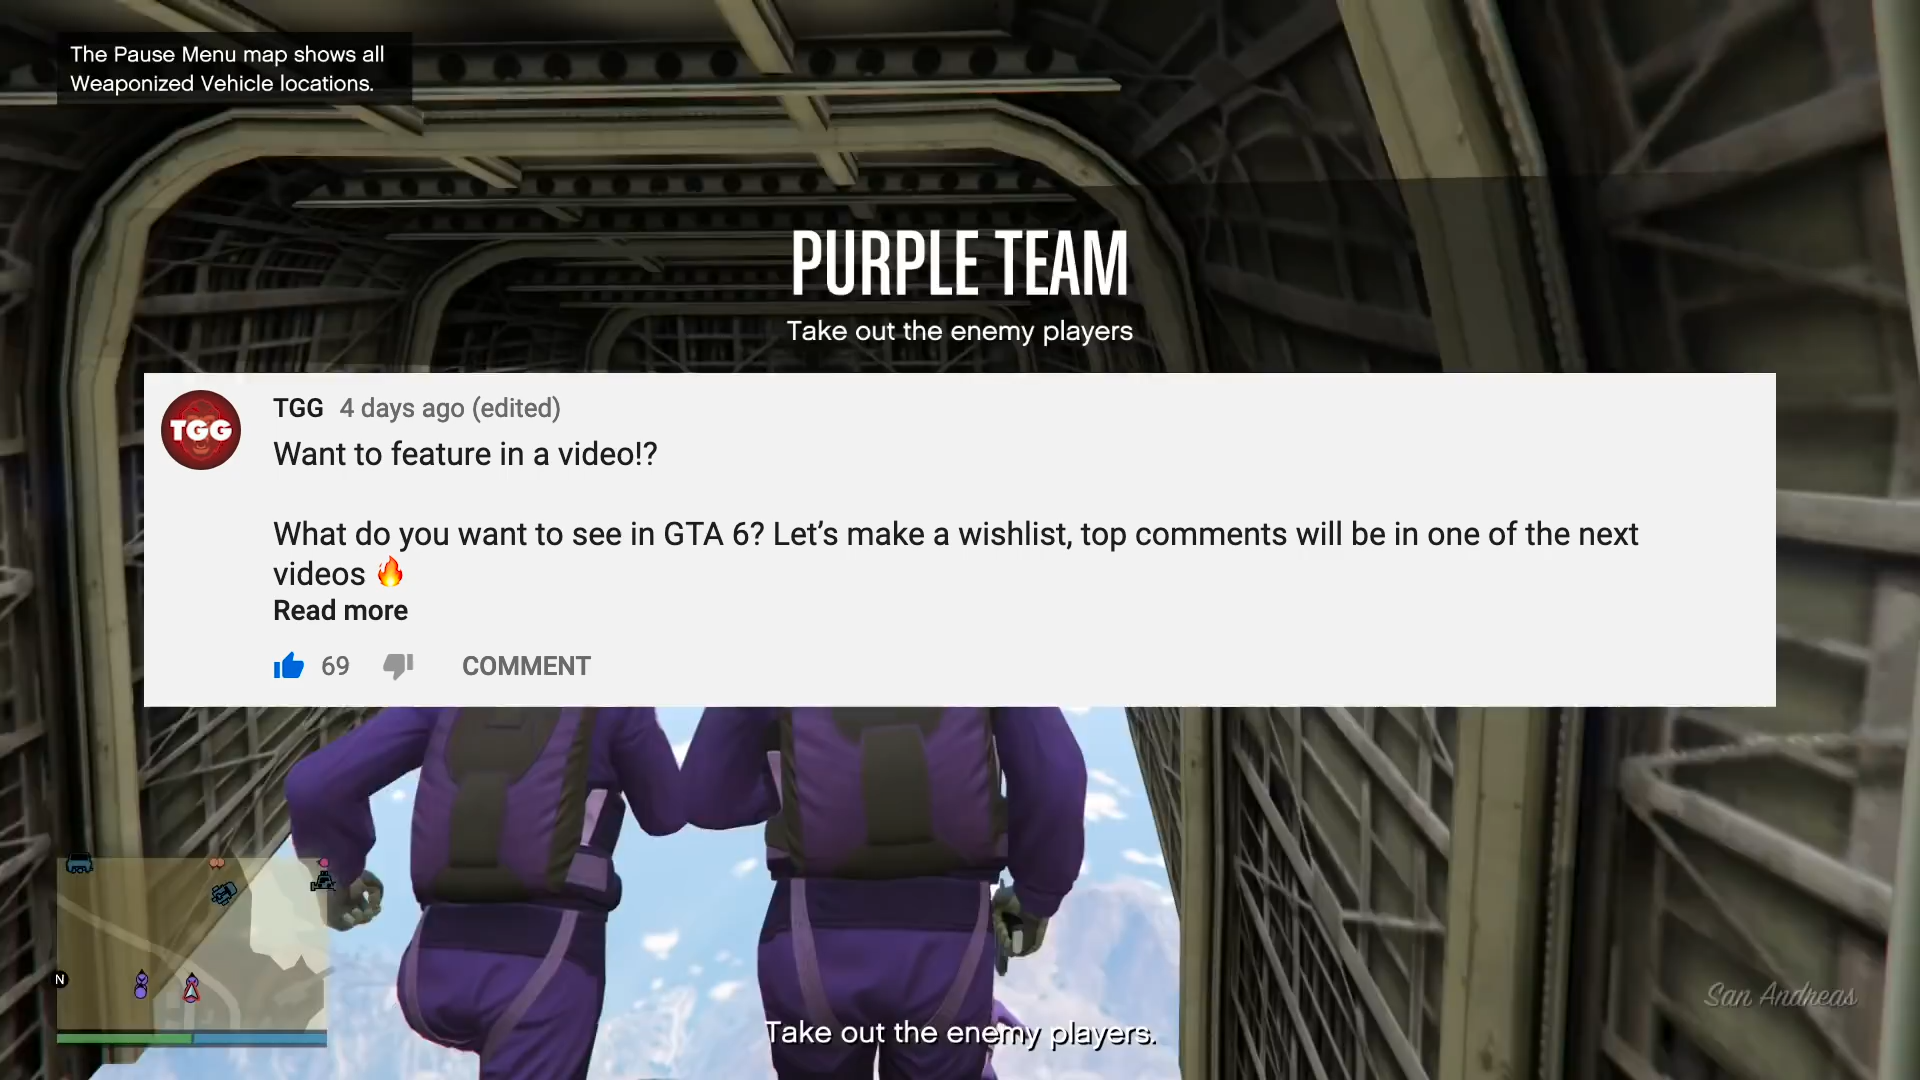 The Pause Menu map shows all
Weaponized Vehicle locations.
PURPLE TEAM
Take out the enemy players
TGG
TGG 4 days ago (edited)
Want to feature in a video!?
What do you want to see in GTA 6? Let’s make a wishlist, top comments will be in one of the next
videos 🔥
Read more
69 COMMENT
N
San Andreas
Take out the enemy players.